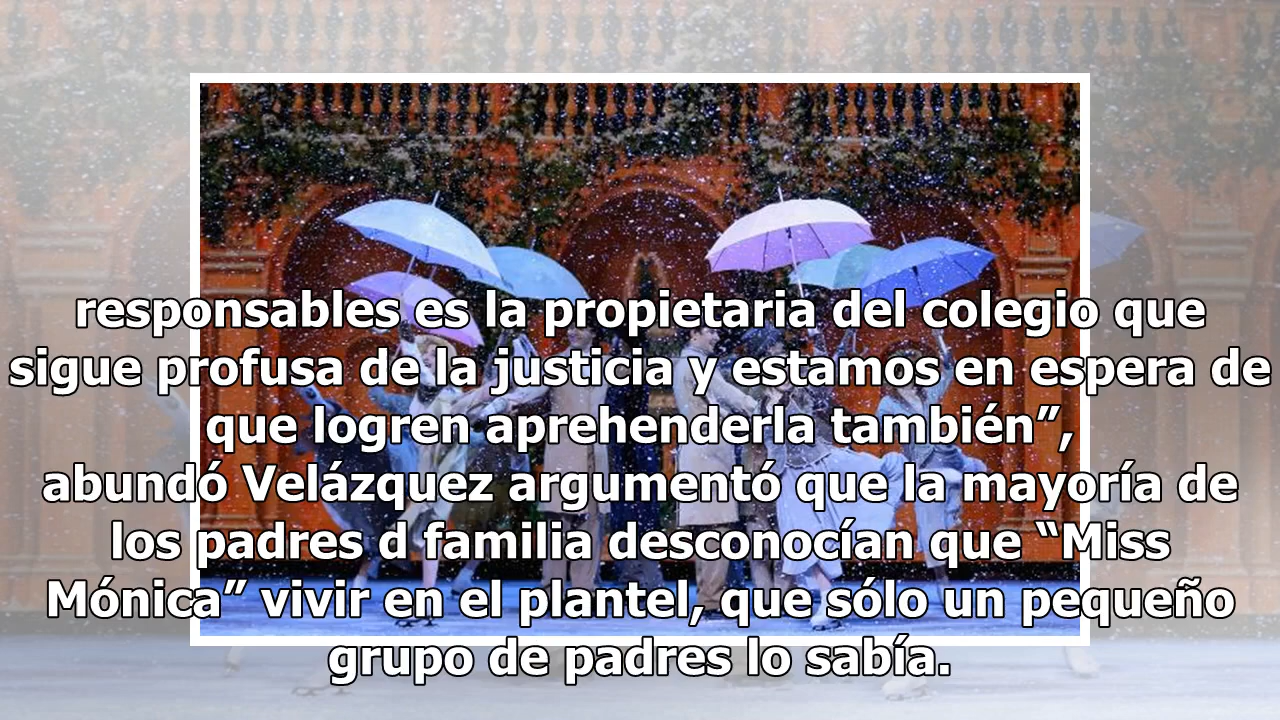 responsables es la propietaria del colegio que
sigue profusa de la justicia y estamos en espera de
que logren aprehenderla también”,
abundó Velázquez argumentó que la mayoría de
los padres d familia desconocían que “Miss
Mónica” vivir en el plantel, que sólo un pequeño
grupo de padres lo sabía.